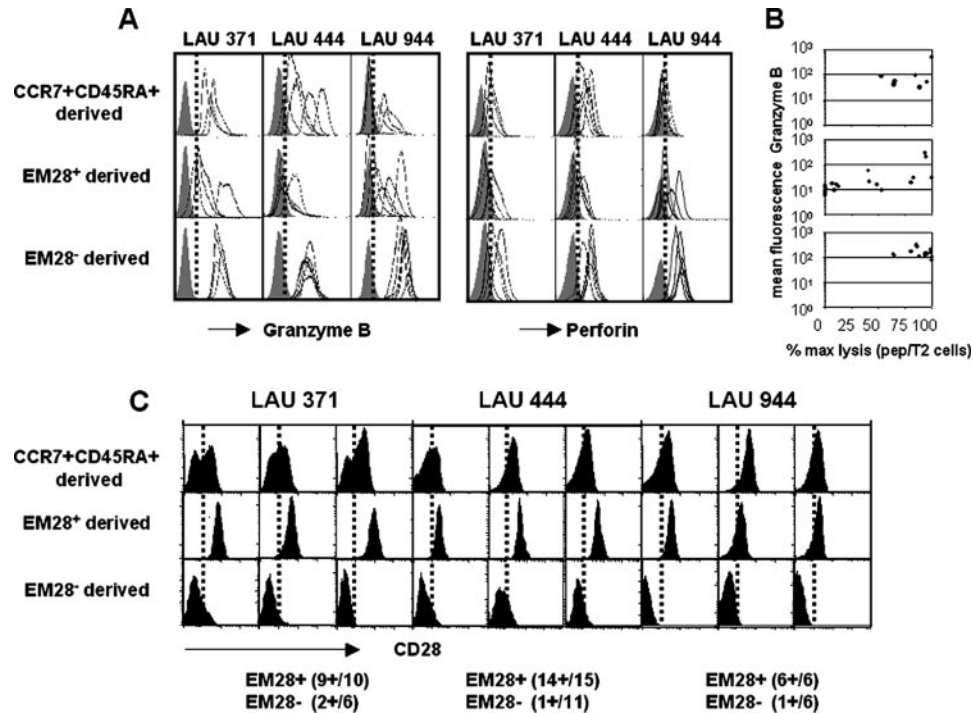 A
LAU 371 LAU 444 LAU 944
LAU 371 LAU 444 LAU 944
CCR7+CD45RA+
derived
EM28⁺ derived
EM28⁻ derived
Granzyme B
Perforin
B
mean fluorescence Granzyme B
10³
10²
10¹
10⁰
10³
10²
10¹
10⁰
10³
10²
10¹
10⁰
0 25 50 75 100
% max lysis (pep/T2 cells)
C
LAU 371 LAU 444 LAU 944
CCR7+CD45RA+
derived
EM28⁺ derived
EM28⁻ derived
CD28
EM28+ (9+/10) EM28+ (14+/15) EM28+ (6+/6)
EM28- (2+/6) EM28- (1+/11) EM28- (1+/6)